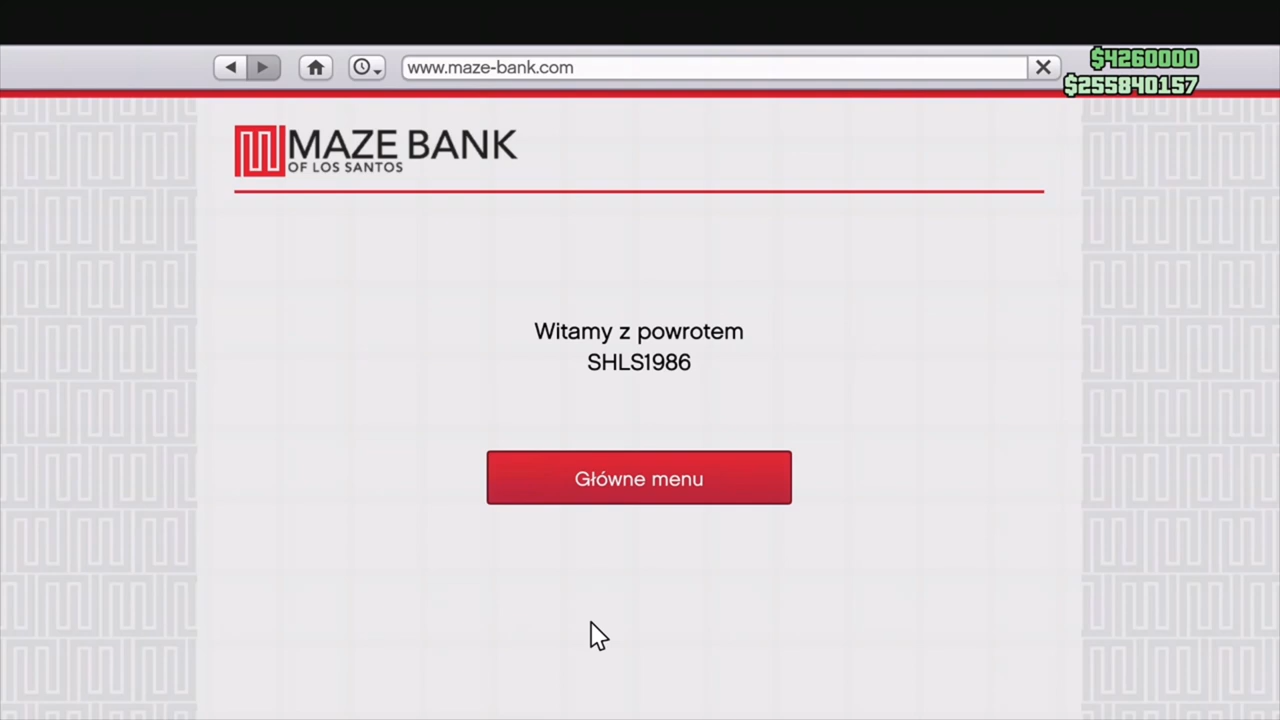 www.maze-bank.com
$4260000
$255840157
MAZE BANK
OF LOS SANTOS
Witamy z powrotem
SHLS1986
Główne menu